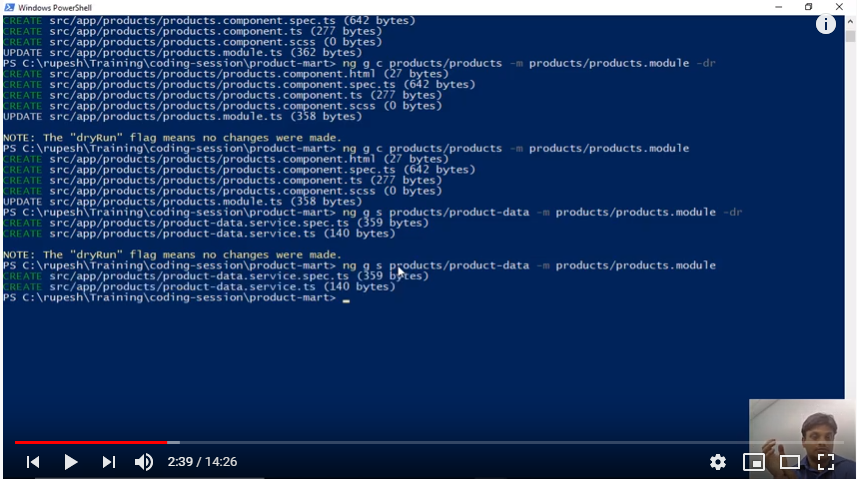 Windows PowerShell
CREATE src/app/products/products.component.spec.ts (642 bytes)
CREATE src/app/products/products.component.ts (277 bytes)
CREATE src/app/products/products.component.scss (0 bytes)
UPDATE src/app/products/products.module.ts (362 bytes)
PS C:\rupesh\Training\coding-session\product-mart> ng g c products/products -m products/products.module -dr
CREATE src/app/products/products.component.html (27 bytes)
CREATE src/app/products/products.component.spec.ts (642 bytes)
CREATE src/app/products/products.component.ts (277 bytes)
CREATE src/app/products/products.component.scss (0 bytes)
UPDATE src/app/products/products.module.ts (358 bytes)
NOTE: The "dryRun" flag means no changes were made.
PS C:\rupesh\Training\coding-session\product-mart> ng g c products/products -m products/products.module
CREATE src/app/products/products.component.html (27 bytes)
CREATE src/app/products/products.component.spec.ts (642 bytes)
CREATE src/app/products/products.component.ts (277 bytes)
CREATE src/app/products/products.component.scss (0 bytes)
UPDATE src/app/products/products.module.ts (358 bytes)
PS C:\rupesh\Training\coding-session\product-mart> ng g s products/product-data -m products/products.module -dr
CREATE src/app/products/product-data.service.spec.ts (359 bytes)
CREATE src/app/products/product-data.service.ts (140 bytes)
NOTE: The "dryRun" flag means no changes were made.
PS C:\rupesh\Training\coding-session\product-mart> ng g s products/product-data -m products/products.module
CREATE src/app/products/product-data.service.spec.ts (359 bytes)
CREATE src/app/products/product-data.service.ts (140 bytes)
PS C:\rupesh\Training\coding-session\product-mart> _
2:39 / 14:26